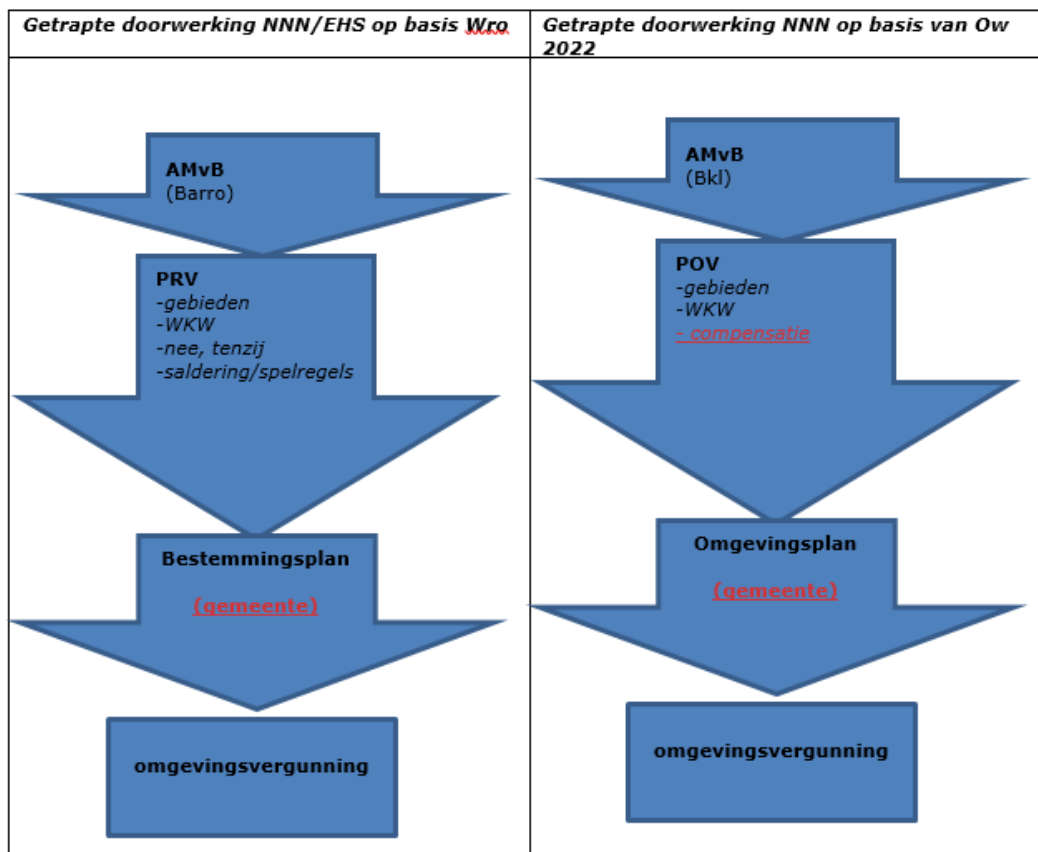 Getrapte doorwerking NNN/EHS op basis Wro
AMvB
(Barro)
PRV
-gebieden
-WKW
-nee, tenzij
-saldering/spelregels
Bestemmingsplan
(gemeente)
omgevingsvergunning
Getrapte doorwerking NNN op basis van Ow
2022
AMvB
(Bkl)
POV
-gebieden
-WKW
- compensatie
Omgevingsplan
(gemeente)
omgevingsvergunning